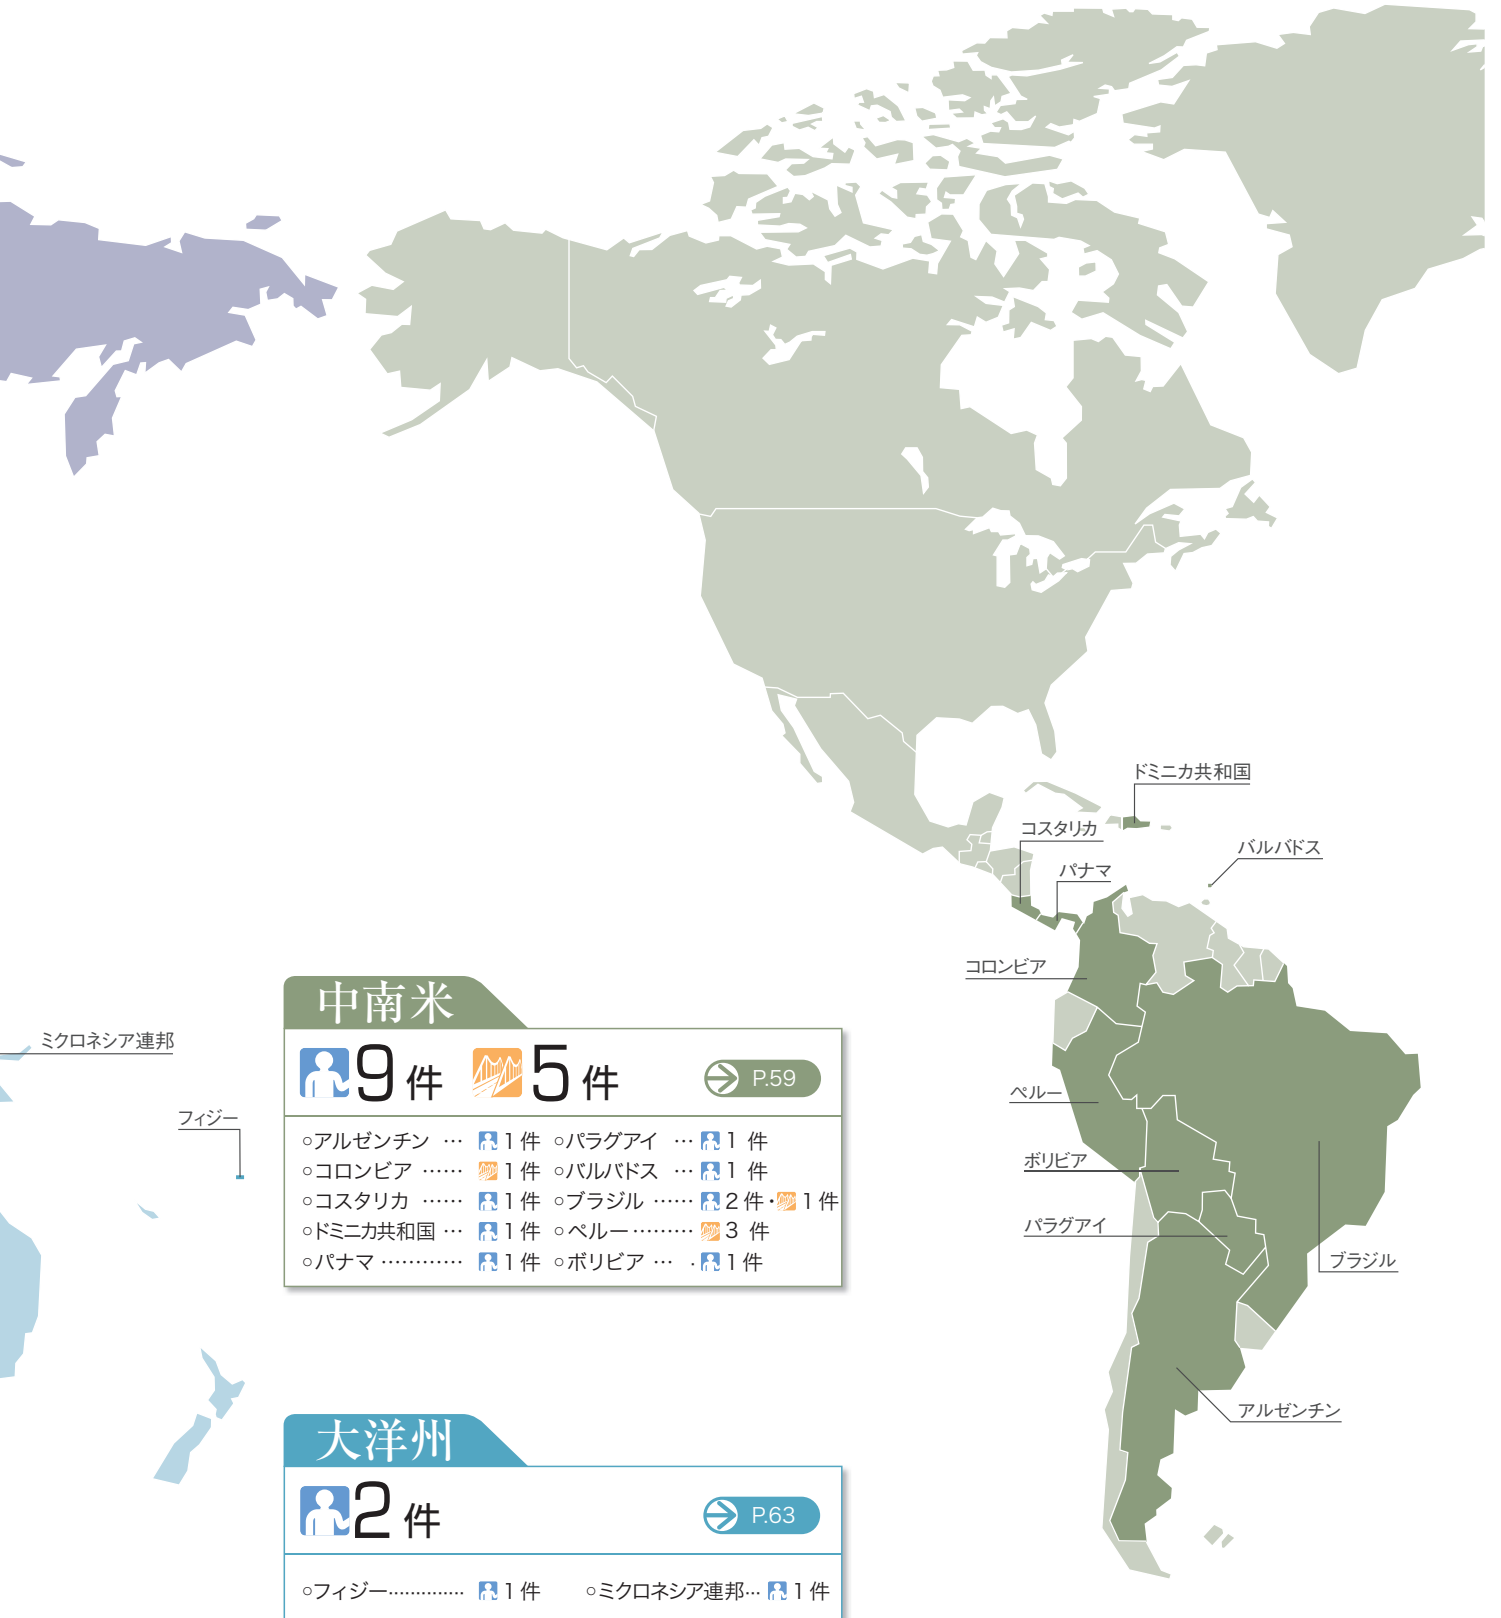 ドミニカ共和国
コスタリカ
バルバドス
パナマ
コロンビア
中南米
ミクロネシア連邦
9件 5件 P.59
ペルー
フィジー
○アルゼンチン … 1件 ○パラグアイ … 1 件
ボリビア
○コロンビア …… 1件 ○バルバドス … 1 件
○コスタリカ …… 1件 ○ブラジル …… 2件・1件
パラグアイ
○ドミニカ共和国 … 1件 ○ペルー……… 3 件
○パナマ ………… 1件 ○ボリビア … . 1件
ブラジル
アルゼンチン
大洋州
2件 P.63
○フィジー.............. 1件 ○ミクロネシア連邦... 1件